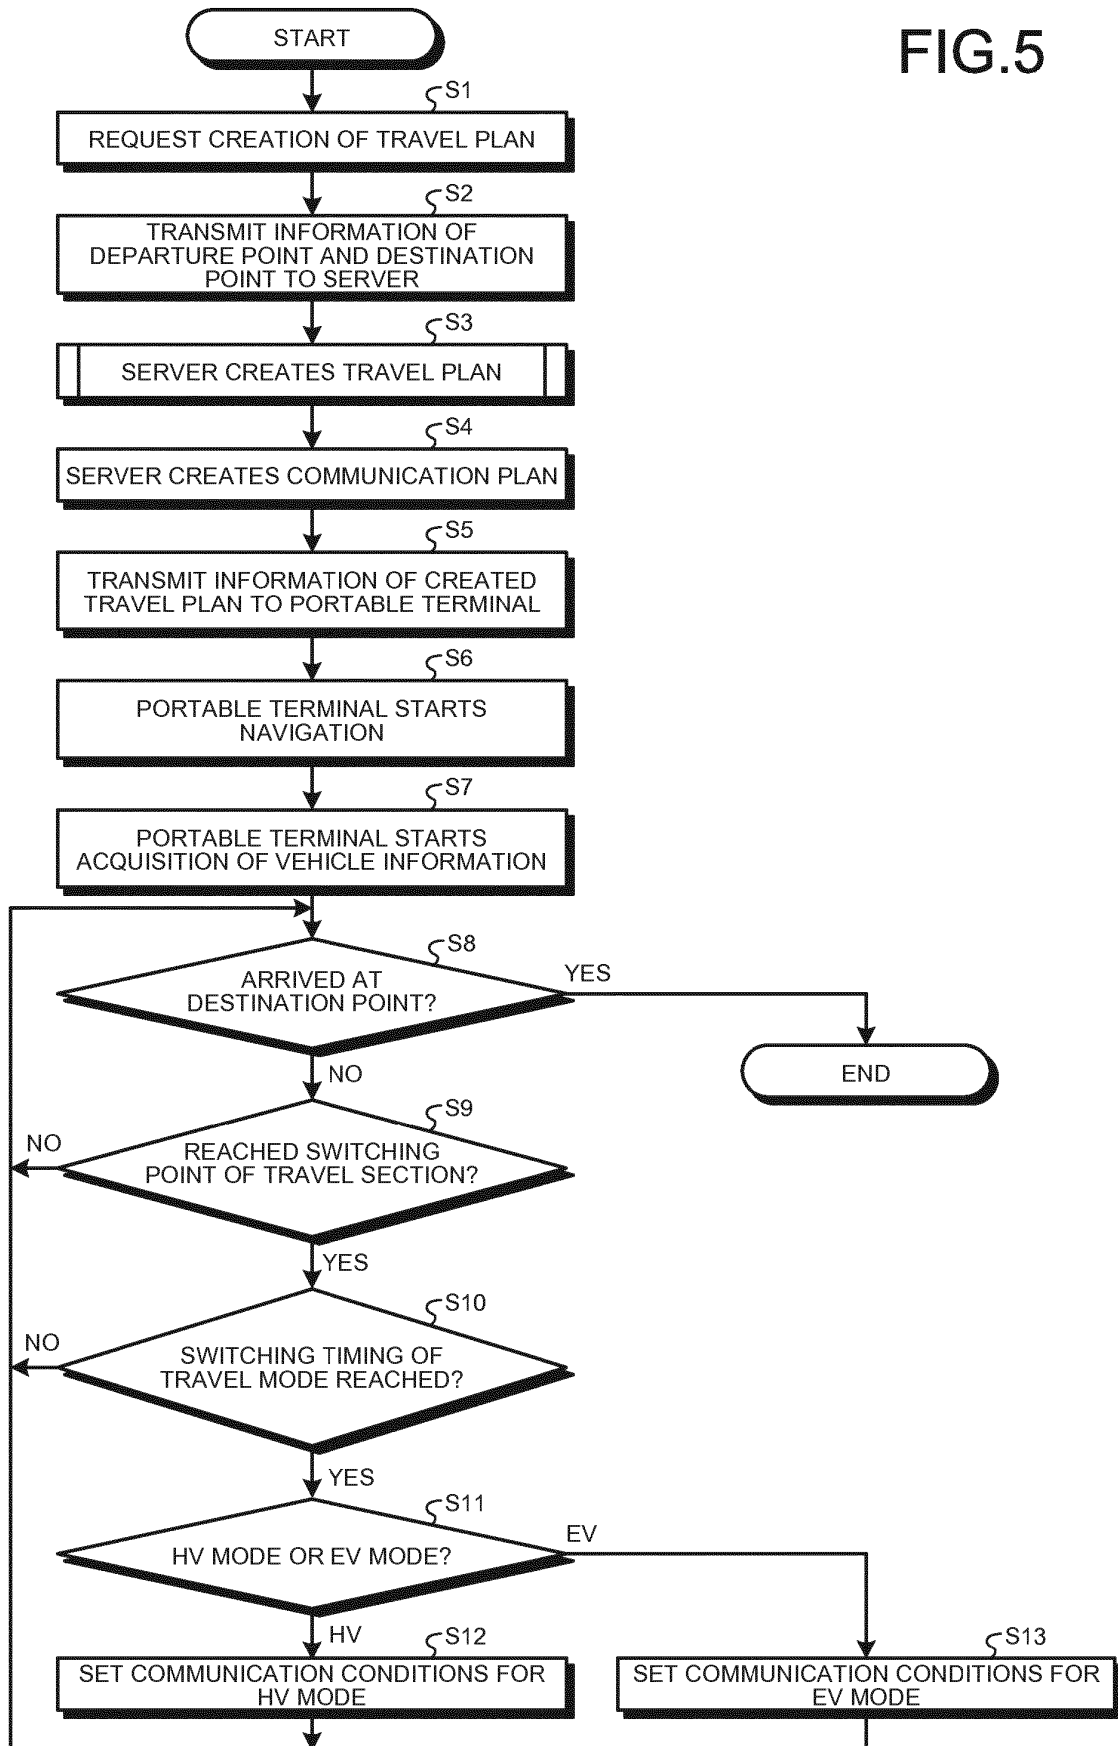 FIG.5
START
S1
REQUEST CREATION OF TRAVEL PLAN
S2
TRANSMIT INFORMATION OF
DEPARTURE POINT AND DESTINATION
POINT TO SERVER
S3
SERVER CREATES TRAVEL PLAN
S4
SERVER CREATES COMMUNICATION PLAN
S5
TRANSMIT INFORMATION OF CREATED
TRAVEL PLAN TO PORTABLE TERMINAL
S6
PORTABLE TERMINAL STARTS
NAVIGATION
S7
PORTABLE TERMINAL STARTS
ACQUISITION OF VEHICLE INFORMATION
S8
ARRIVED AT
DESTINATION POINT?
YES
END
NO
S9
REACHED SWITCHING
POINT OF TRAVEL SECTION?
NO
YES
S10
SWITCHING TIMING OF
TRAVEL MODE REACHED?
NO
YES
S11
HV MODE OR EV MODE?
EV
HV
S12
SET COMMUNICATION CONDITIONS FOR
HV MODE
S13
SET COMMUNICATION CONDITIONS FOR
EV MODE